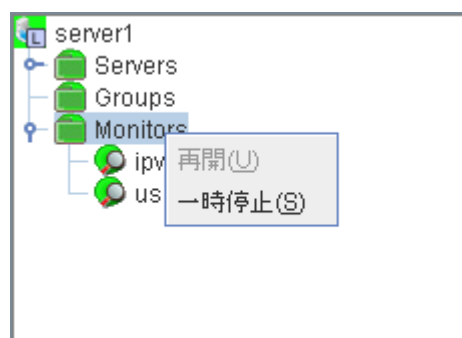 server1
Servers
Groups
Monitors
ipv
再開(U)
us
一時停止(S)